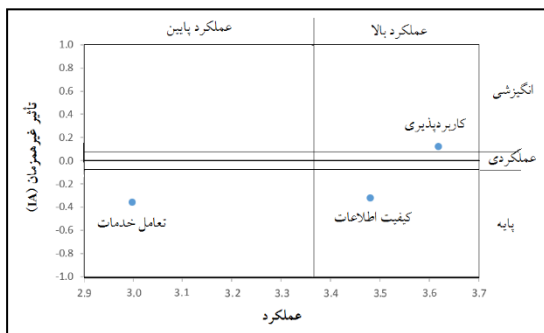 عملکرد پایین
عملکرد بالا
1.0
0.8
0.6
0.4
0.2
0.0
-0.2
-0.4
-0.6
-0.8
-1.0
تأثیر غیرهمزمان (IA)
انگیزشی
کاربردپذیری
عملکردی
کیفیت اطلاعات
تعامل خدمات
پایه
2.9 3.0 3.1 3.2 3.3 3.4 3.5 3.6 3.7
عملکرد